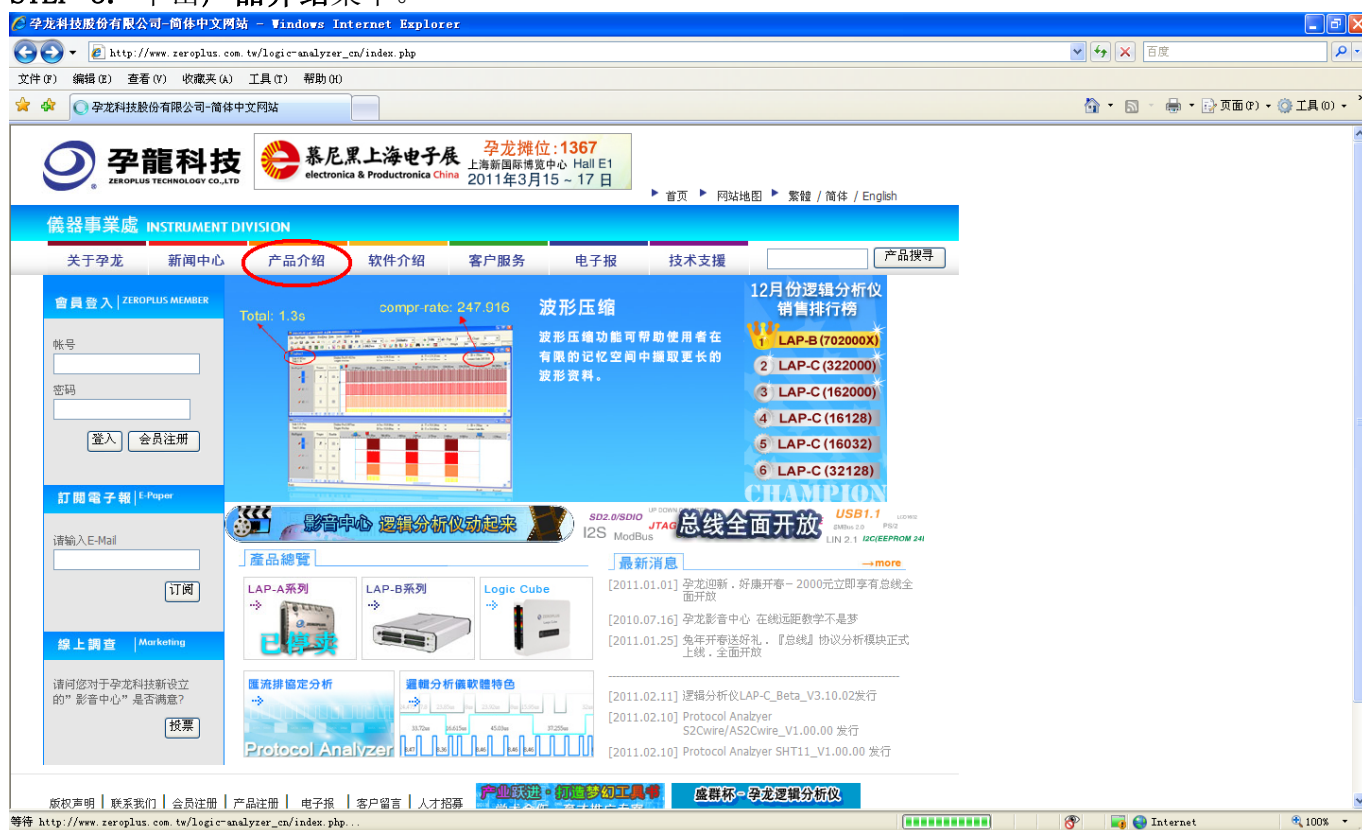 孕龙科技股份有限公司-简体中文网站 - Windows Internet Explorer
http://www.zeroplus.com.tw/logic-analyzer_cn/index.php
百度
文件(F) 编辑(E) 查看(V) 收藏夹(A) 工具(T) 帮助(H)
孕龙科技股份有限公司-简体中文网站
页面(P) 工具(O)
孕龍科技
ZEROPLUS TECHNOLOGY CO.,LTD
慕尼黑上海电子展
electronica & Productronica China
孕龙摊位:1367
上海新国际博览中心 Hall E1
2011年3月15 ~ 17 日
首页 网站地图 繁體 / 简体 / English
儀器事業處 INSTRUMENT DIVISION
关于孕龙 新闻中心 产品介绍 软件介绍 客户服务 电子报 技术支援 产品搜寻
會員登入 ZEROPLUS MEMBER
帐号
密码
登入 会员注册
Total: 1.3s
compr-rate: 247.916
波形压缩
波形压缩功能可帮助使用者在
有限的记忆空间中撷取更长的
波形资料。
12月份逻辑分析仪
销售排行榜
1 LAP-B (702000X)
2 LAP-C (322000)
3 LAP-C (162000)
4 LAP-C (16128)
5 LAP-C (16032)
6 LAP-C (32128)
CHAMPION
訂閱電子報 E-Paper
请输入E-Mail
订阅
影音中心 逻辑分析仪动起来
SD2.0/SDIO
I2S ModBus
JTAG
总线全面开放
USB1.1
LIN 2.1 I2C(EEPROM 24l
產品總覽
LAP-A系列
已停卖
LAP-B系列
Logic Cube
匯流排協定分析
Protocol Analyzer
邏輯分析儀軟體特色
最新消息
→more
[2011.01.01] 孕龙迎新．好康开春－2000元立即享有总线全
面开放
[2010.07.16] 孕龙影音中心 在线远距教学不是梦
[2011.01.25] 兔年开春送好礼．『总线』协议分析模块正式
上线．全面开放
[2011.02.11] 逻辑分析仪LAP-C_Beta_V3.10.02发行
[2011.02.10] Protocol Analzyer
S2Cwire/AS2Cwire_V1.00.00 发行
[2011.02.10] Protocol Analzyer SHT11_V1.00.00 发行
線上調查 Marketing
请问您对于孕龙科技新设立
的"影音中心"是否满意?
投票
版权声明 联系我们 会员注册 产品注册 电子报 客户留言 人才招募
产业跃进・打造梦幻工具书
盛群杯－孕龙逻辑分析仪
等待 http://www.zeroplus.com.tw/logic-analyzer_cn/index.php...
Internet
100%